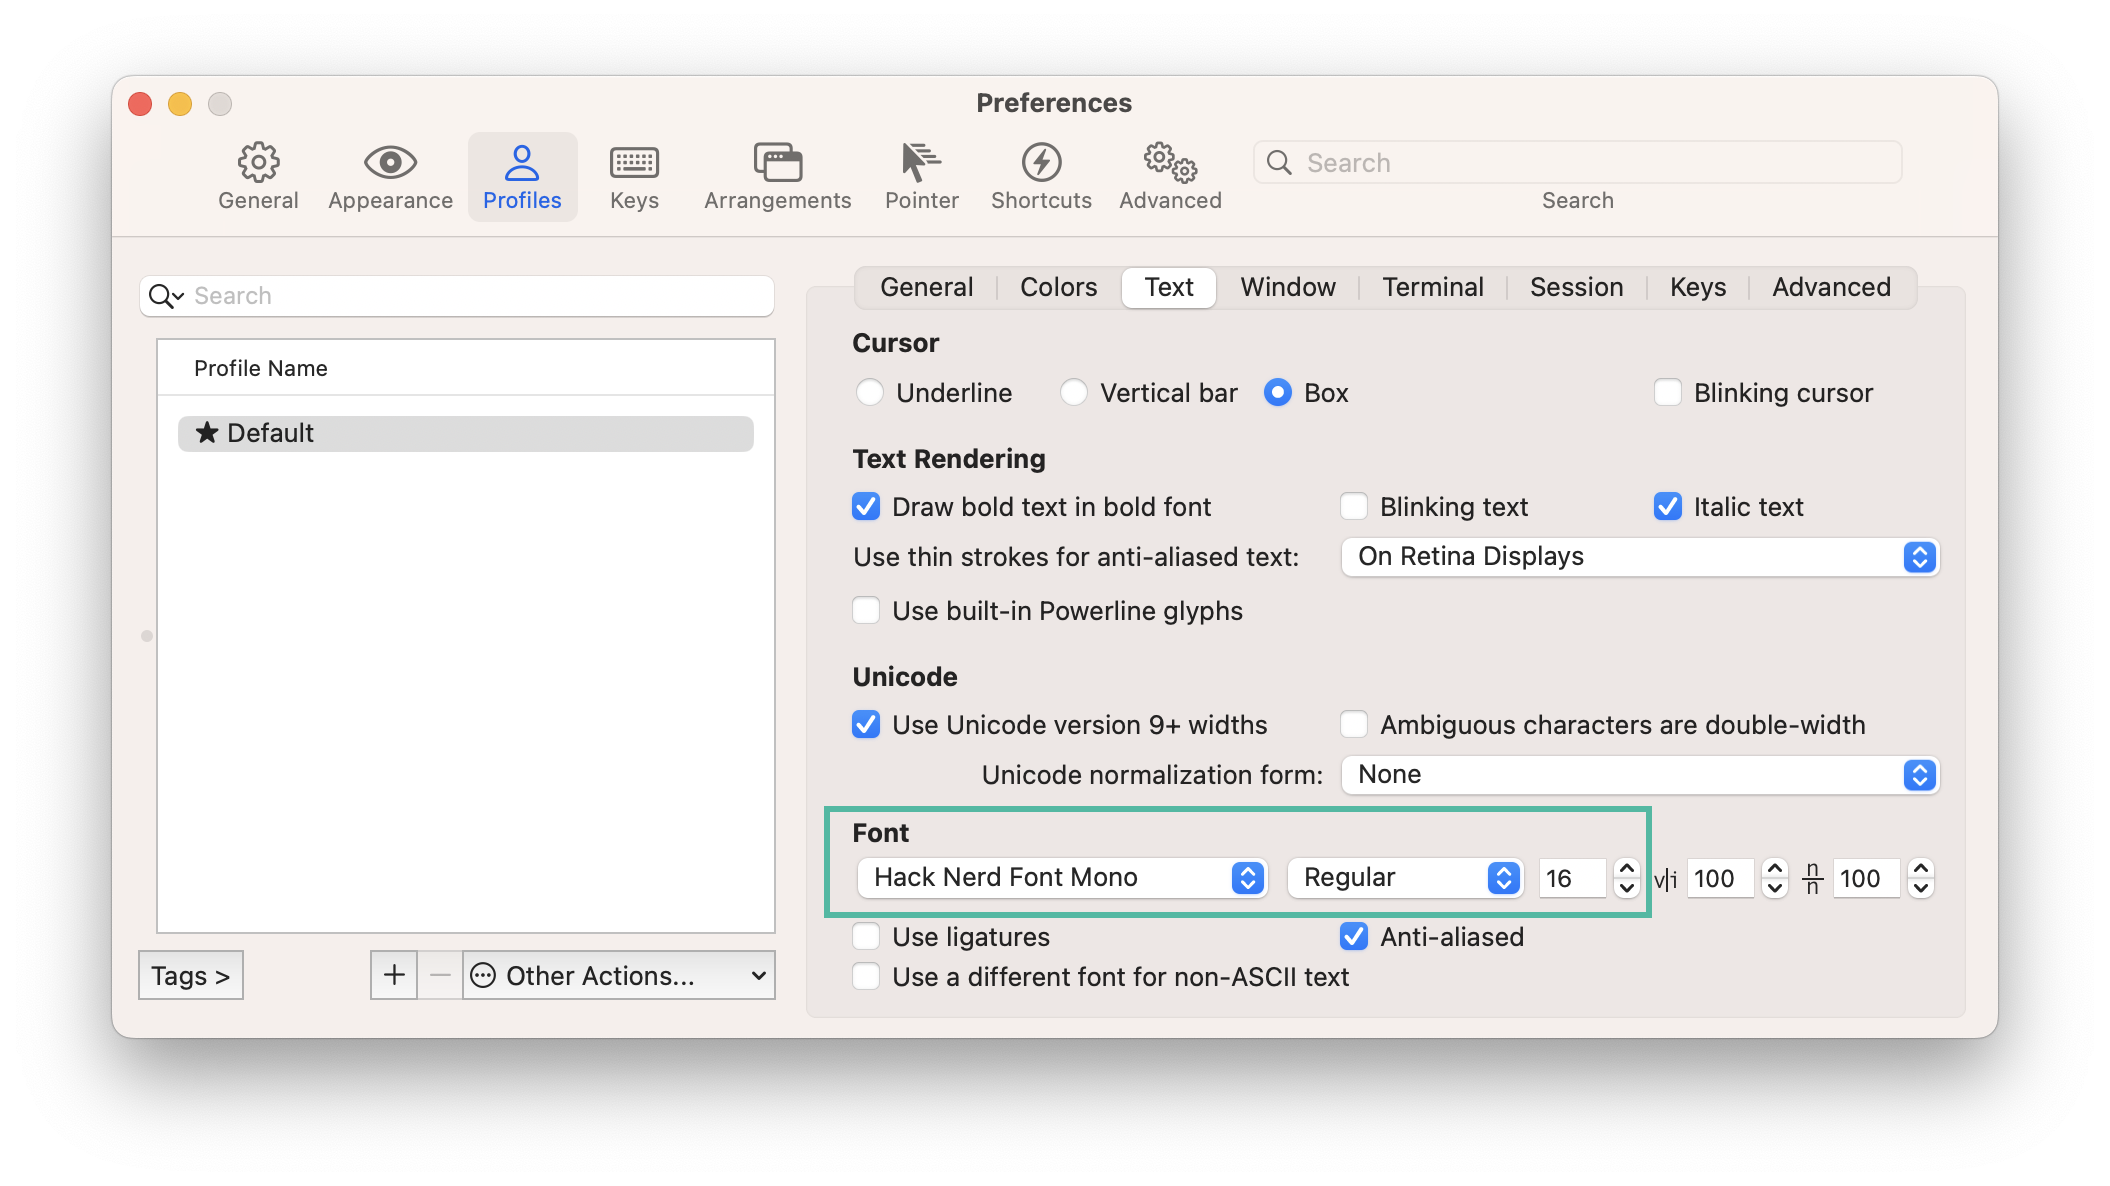 Preferences
General Appearance Profiles Keys Arrangements Pointer Shortcuts Advanced Search
Search
Search
Profile Name
★ Default
Tags >
+ − Other Actions...
General Colors Text Window Terminal Session Keys Advanced
Cursor
Underline Vertical bar Box Blinking cursor
Text Rendering
Draw bold text in bold font Blinking text Italic text
Use thin strokes for anti-aliased text: On Retina Displays
Use built-in Powerline glyphs
Unicode
Use Unicode version 9+ widths Ambiguous characters are double-width
Unicode normalization form: None
Font
Hack Nerd Font Mono Regular 16 v|i 100 n/n 100
Use ligatures Anti-aliased
Use a different font for non-ASCII text